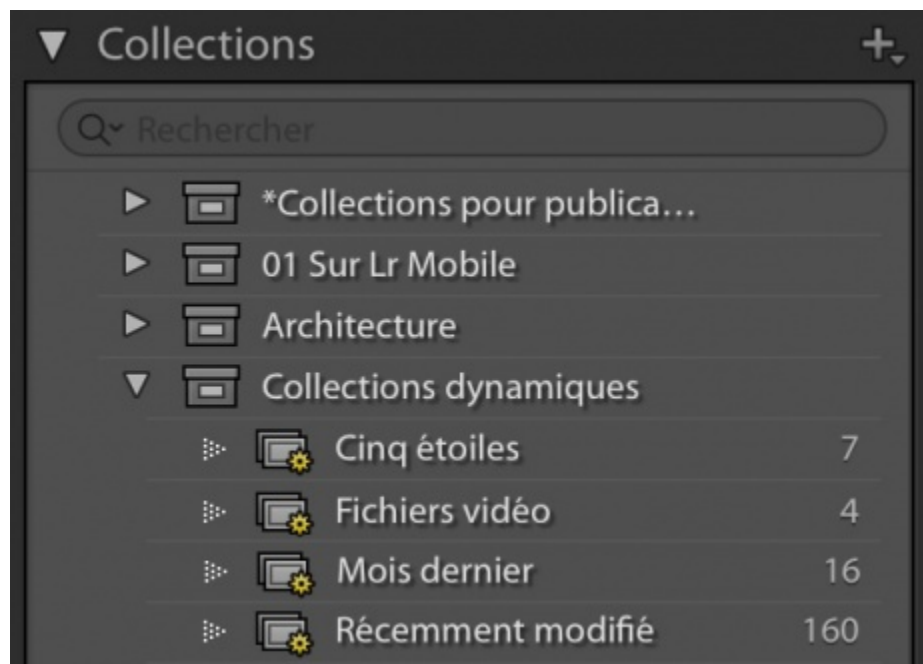 Collections
Rechercher
*Collections pour publica…
01 Sur Lr Mobile
Architecture
Collections dynamiques
Cinq étoiles 7
Fichiers vidéo 4
Mois dernier 16
Récemment modifié 160